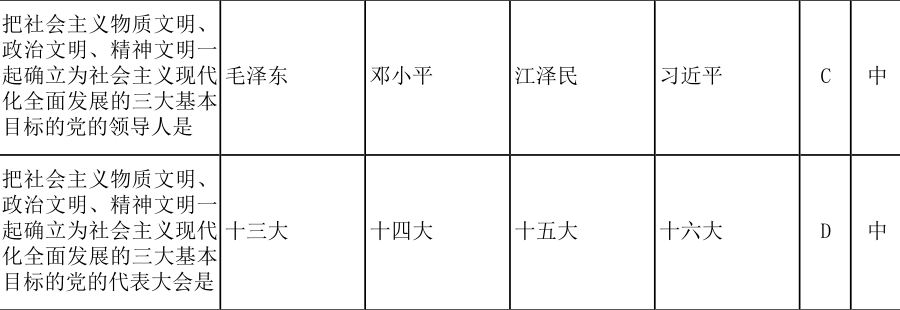 把社会主义物质文明、
政治文明、精神文明一
起确立为社会主义现代
化全面发展的三大基本
目标的党的领导人是
毛泽东
邓小平
江泽民
习近平
C
中
把社会主义物质文明、
政治文明、精神文明一
起确立为社会主义现代
化全面发展的三大基本
目标的党的代表大会是
十三大
十四大
十五大
十六大
D
中